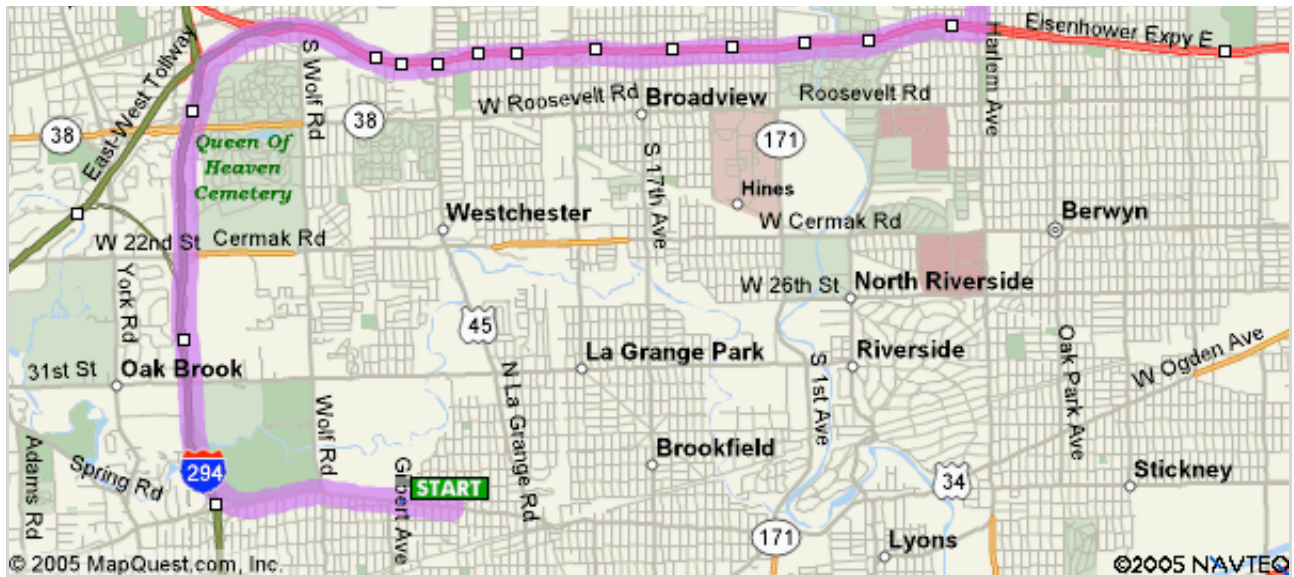 Eisenhower Expy E
Harlem Ave
S Wolf Rd
East-West Tollway
W Roosevelt Rd
Broadview
Roosevelt Rd
38
38
171
Queen Of
Heaven
Cemetery
S 17th Ave
Hines
Westchester
W Cermak Rd
Berwyn
W 22nd St
Cermak Rd
York Rd
W 26th St
North Riverside
45
La Grange Park
Riverside
31st St
Oak Brook
N La Grange Rd
S 1st Ave
Oak Park Ave
W Ogden Ave
Wolf Rd
Brookfield
Adams Rd
Spring Rd
294
Gilbert Ave
START
34
Stickney
171
Lyons
© 2005 MapQuest.com, Inc.
©2005 NAVTEQ